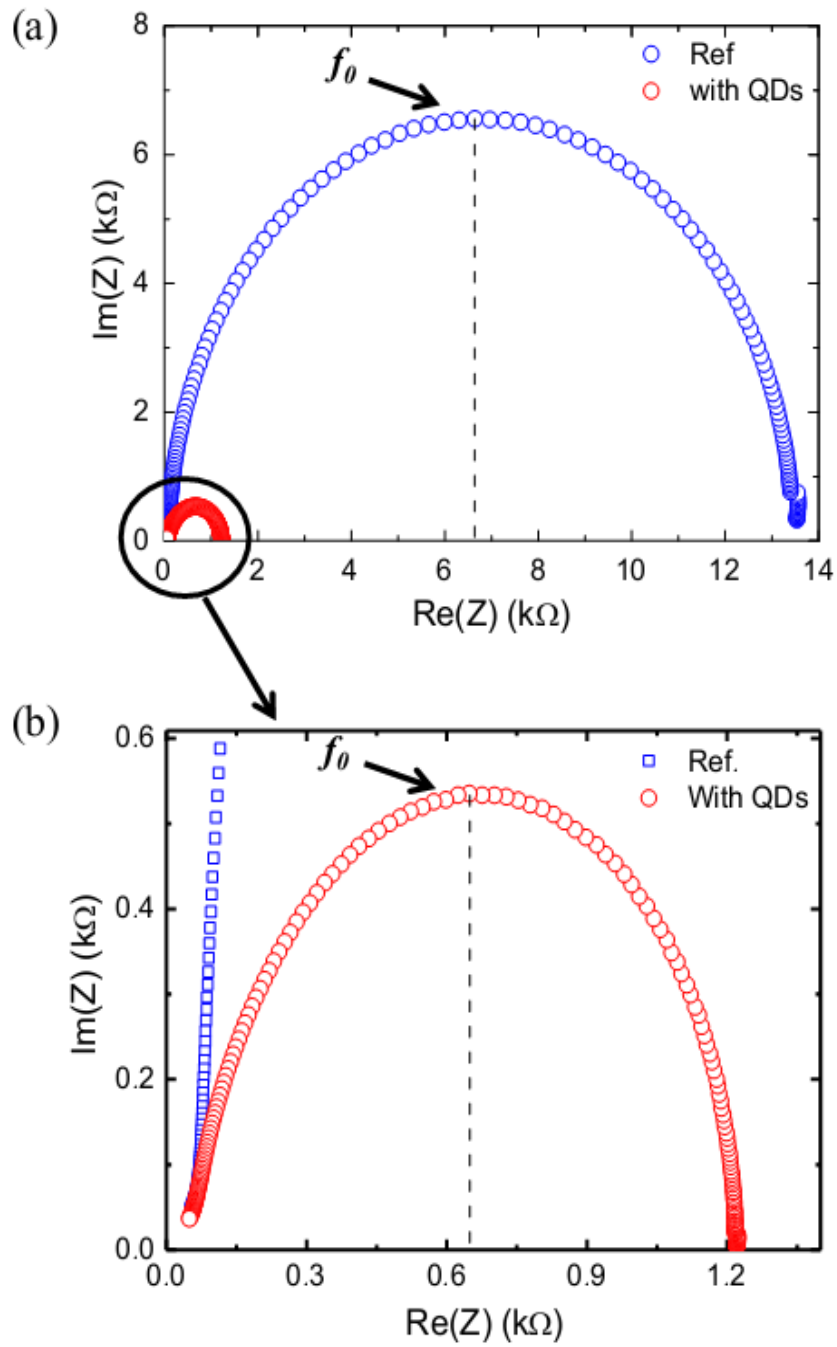 (a)
8
6
4
2
0
Im(Z) (kΩ)
f0
Ref
with QDs
0 2 4 6 8 10 12 14
Re(Z) (kΩ)
(b)
0.6
0.4
0.2
0.0
Im(Z) (kΩ)
f0
Ref.
With QDs
0.0 0.3 0.6 0.9 1.2
Re(Z) (kΩ)